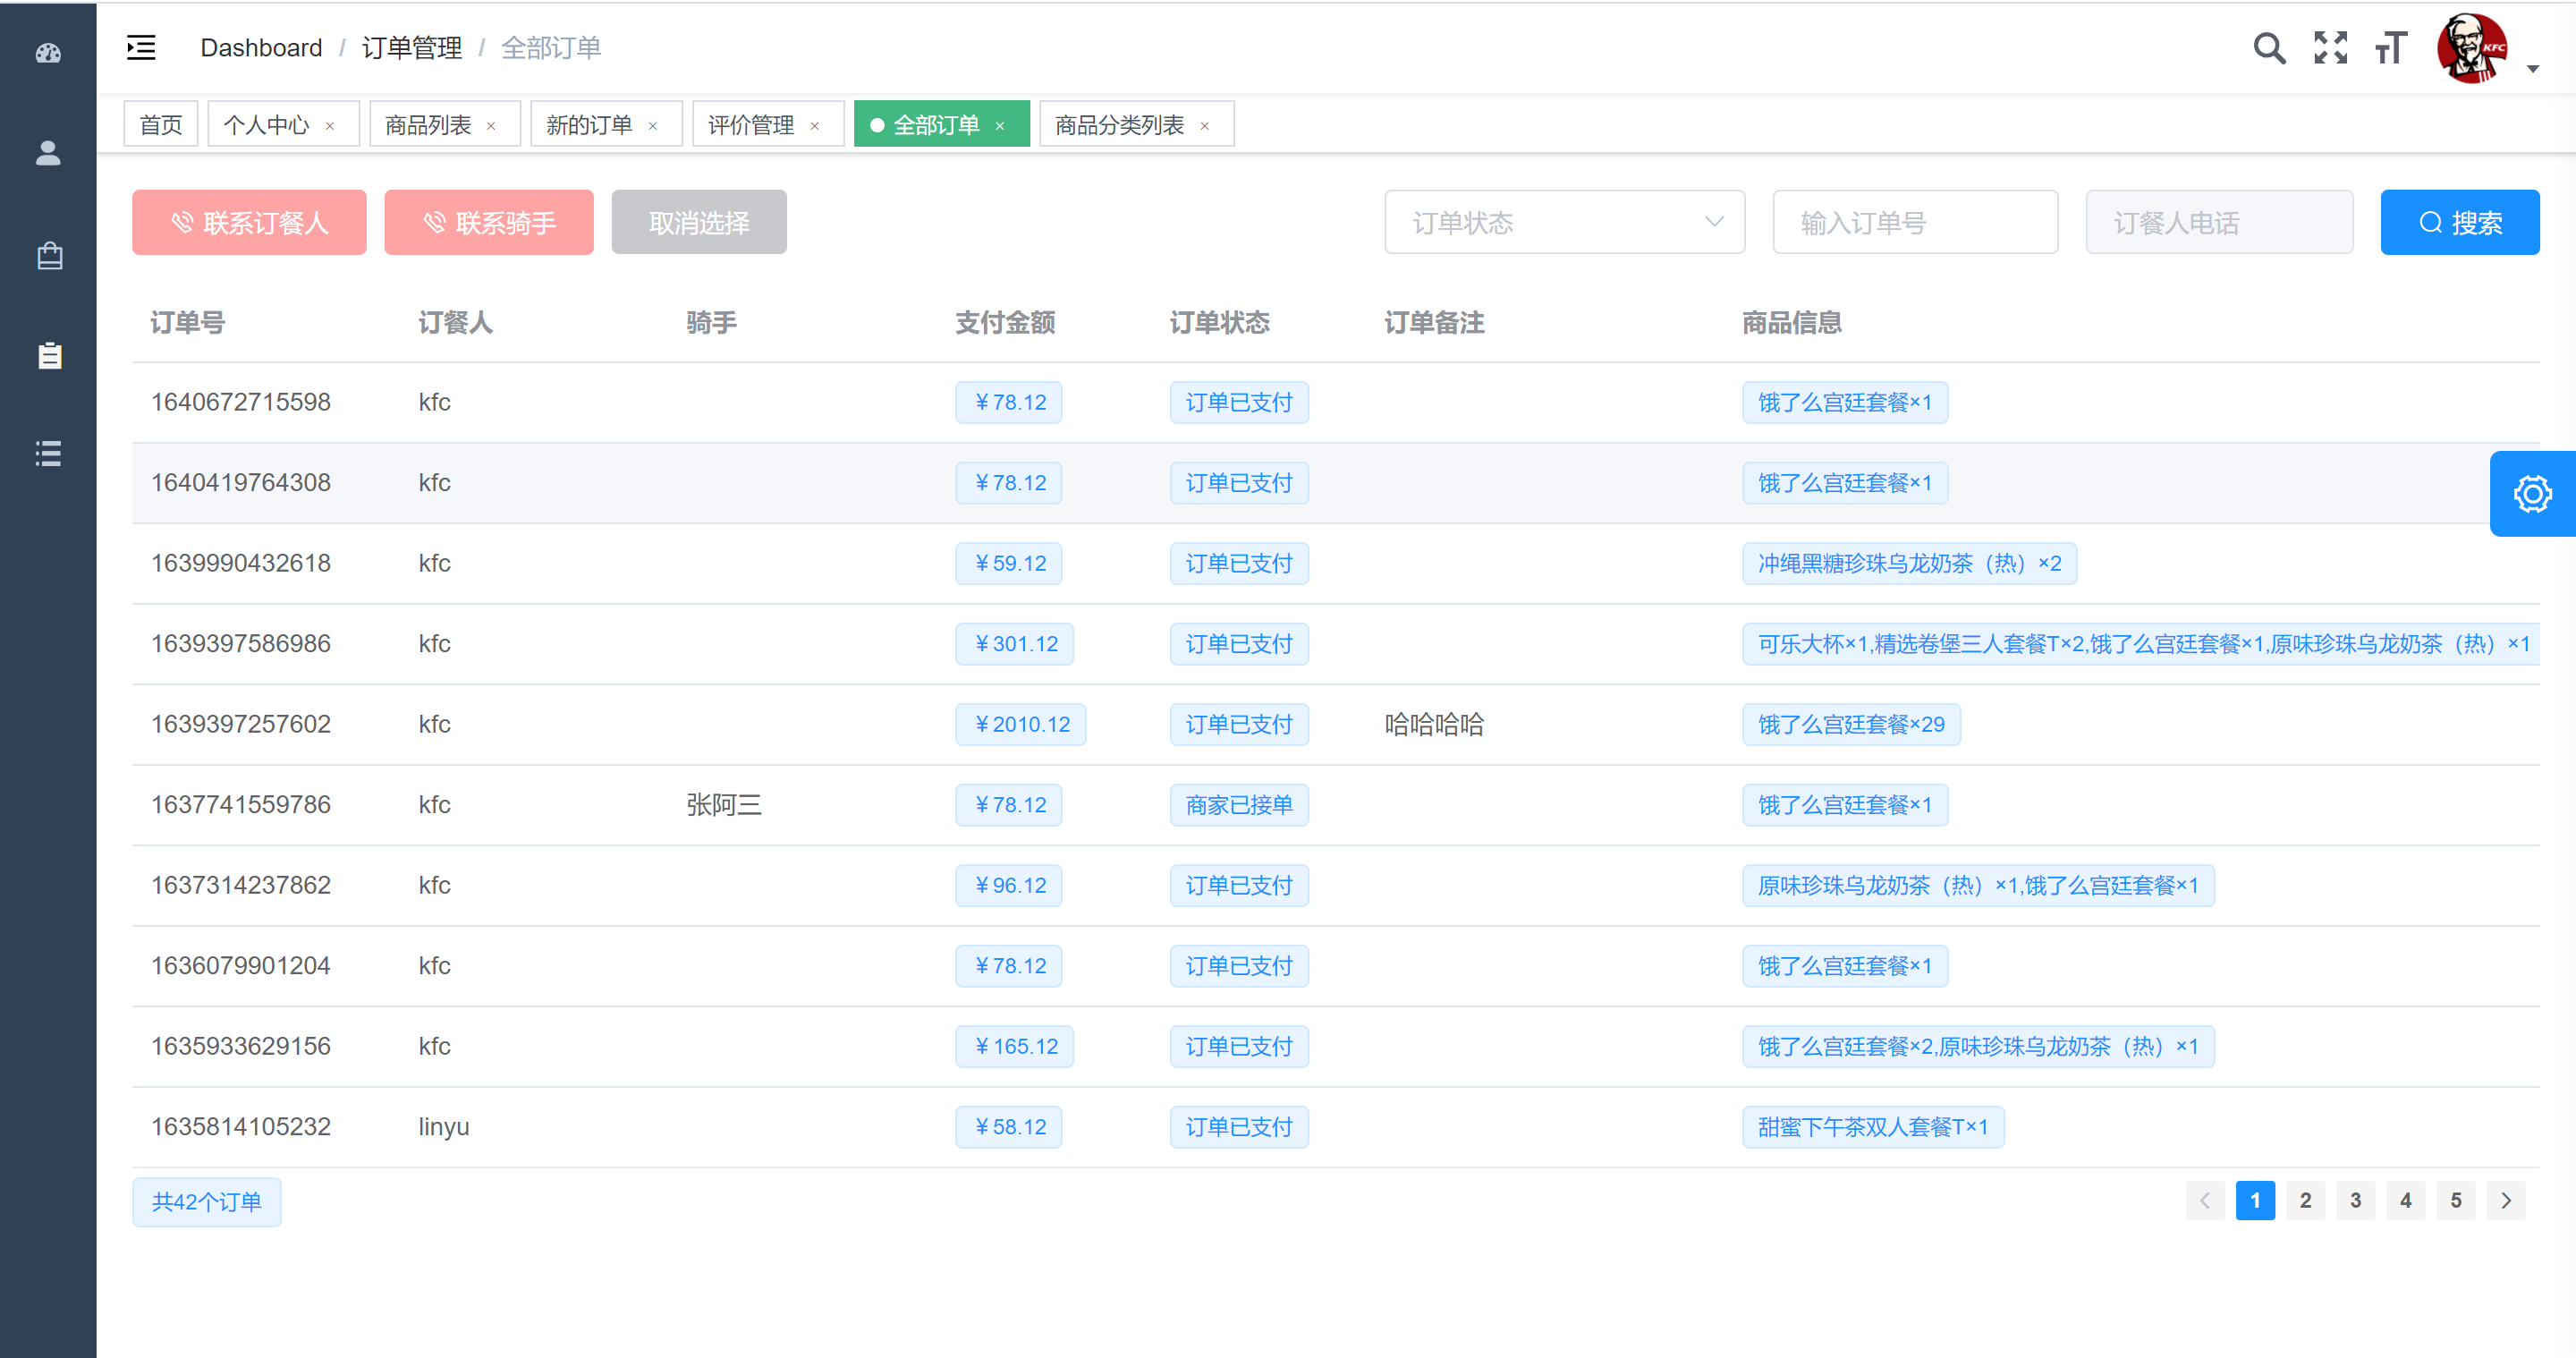 Dashboard / 订单管理 / 全部订单
KFC
首页 个人中心 × 商品列表 × 新的订单 × 评价管理 × 全部订单 × 商品分类列表 ×
联系订餐人 联系骑手 取消选择 订单状态 输入订单号 订餐人电话 搜索
订单号 订餐人 骑手 支付金额 订单状态 订单备注 商品信息
1640672715598 kfc ￥78.12 订单已支付 饿了么宫廷套餐×1
1640419764308 kfc ￥78.12 订单已支付 饿了么宫廷套餐×1
1639990432618 kfc ￥59.12 订单已支付 冲绳黑糖珍珠乌龙奶茶（热）×2
1639397586986 kfc ￥301.12 订单已支付 可乐大杯×1,精选卷堡三人套餐T×2,饿了么宫廷套餐×1,原味珍珠乌龙奶茶（热）×1
1639397257602 kfc ￥2010.12 订单已支付 哈哈哈哈 饿了么宫廷套餐×29
1637741559786 kfc 张阿三 ￥78.12 商家已接单 饿了么宫廷套餐×1
1637314237862 kfc ￥96.12 订单已支付 原味珍珠乌龙奶茶（热）×1,饿了么宫廷套餐×1
1636079901204 kfc ￥78.12 订单已支付 饿了么宫廷套餐×1
1635933629156 kfc ￥165.12 订单已支付 饿了么宫廷套餐×2,原味珍珠乌龙奶茶（热）×1
1635814105232 linyu ￥58.12 订单已支付 甜蜜下午茶双人套餐T×1
共42个订单 1 2 3 4 5